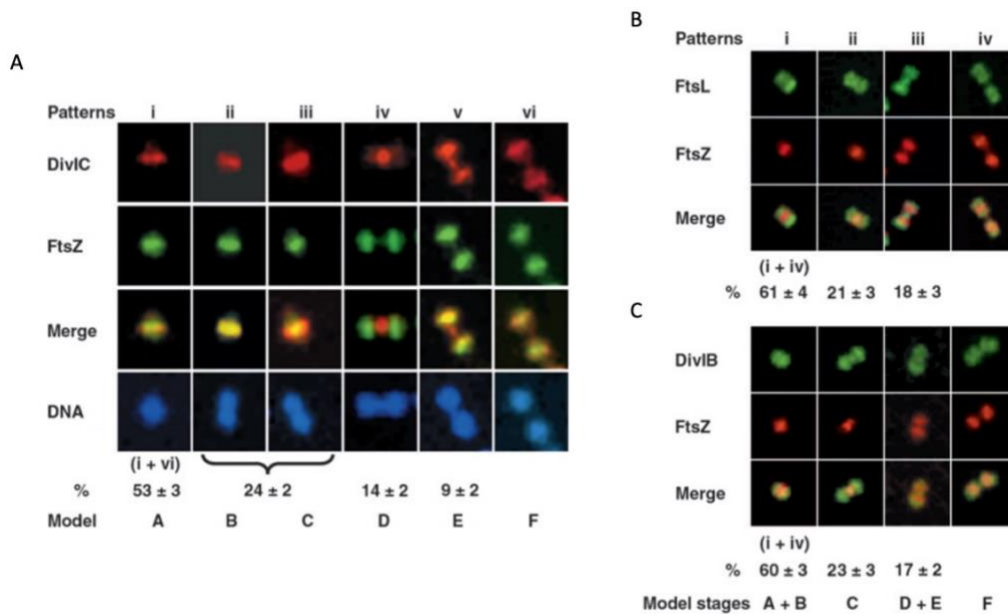 A
Patterns i ii iii iv v vi
DivIC
FtsZ
Merge
DNA
(i + vi)
% 53 ± 3 24 ± 2 14 ± 2 9 ± 2
Model A B C D E F
B
Patterns i ii iii iv
FtsL
FtsZ
Merge
(i + iv)
% 61 ± 4 21 ± 3 18 ± 3
C
DivIB
FtsZ
Merge
(i + iv)
% 60 ± 3 23 ± 3 17 ± 2
Model stages A + B C D + E F